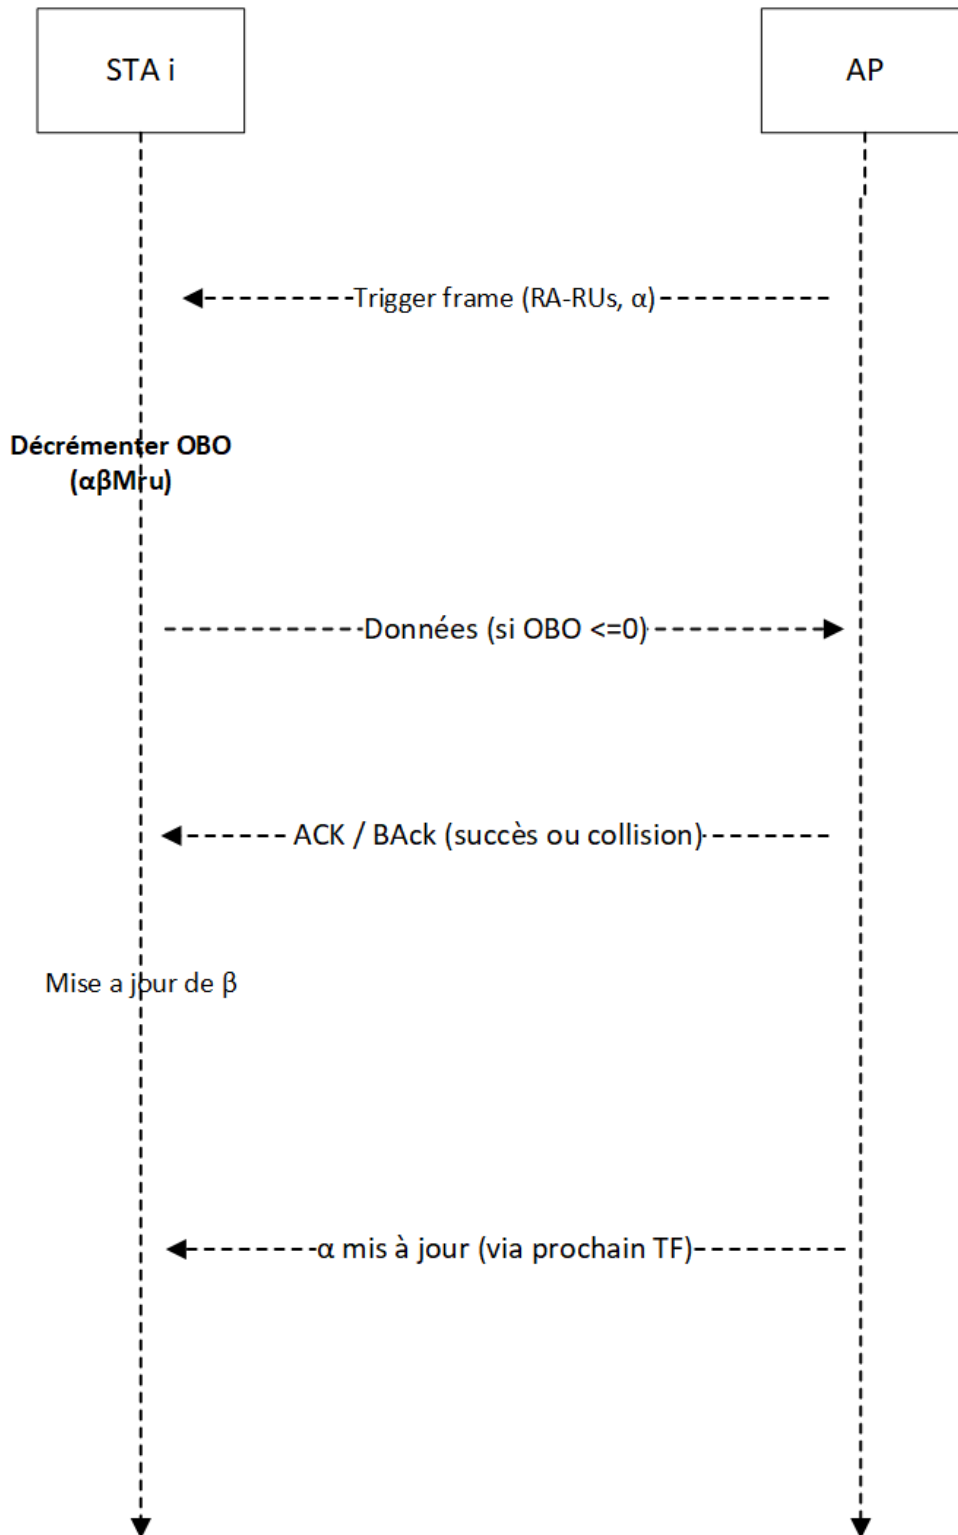 STA i
AP
Trigger frame (RA-RUs, α)
Décrémenter OBO
(αβMru)
Données (si OBO <=0)
ACK / BAck (succès ou collision)
Mise a jour de β
α mis à jour (via prochain TF)